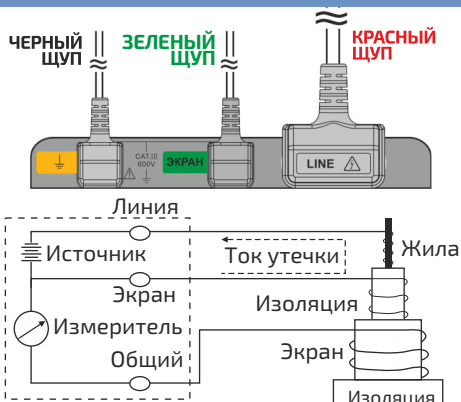 ЧЕРНЫЙ
ЩУП
ЗЕЛЕНЫЙ
ЩУП
КРАСНЫЙ
ЩУП
CAT.III
600V
ЭКРАН
LINE
Линия
Источник
Ток утечки
Жила
Экран
Изоляция
Измеритель
Экран
Общий
Изоляция